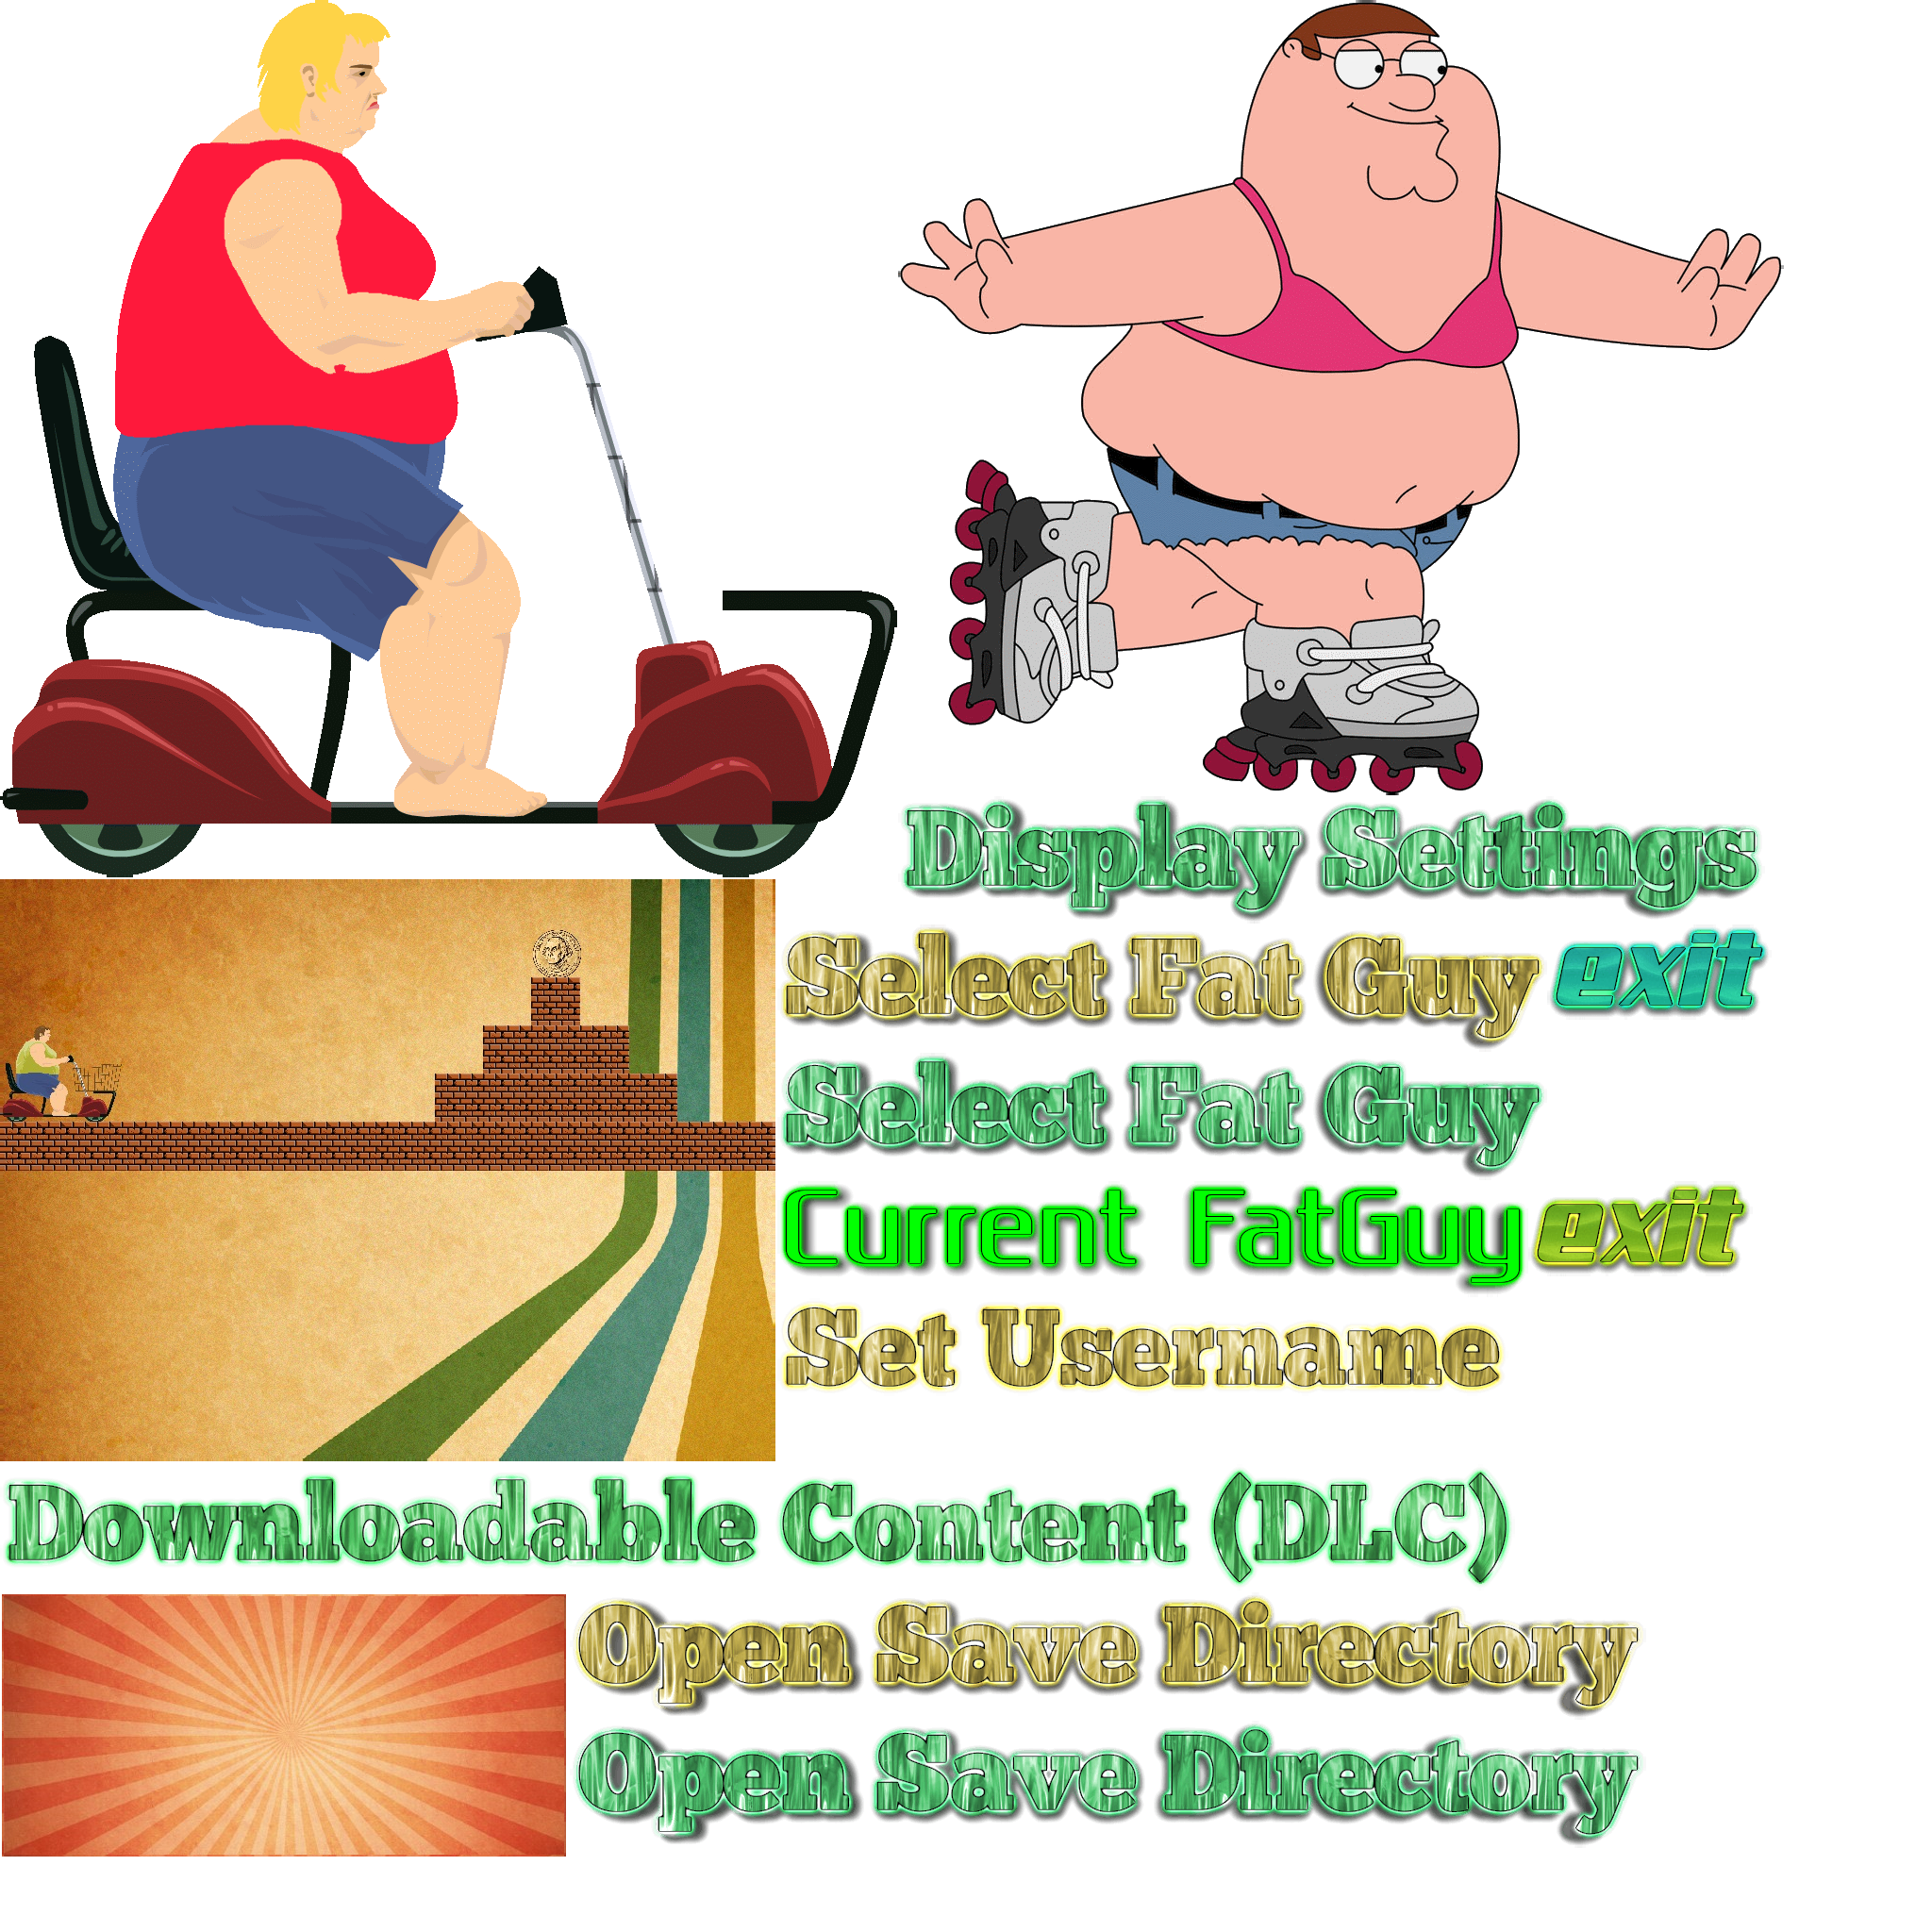 Display Settings
Select Fat Guy exit
Select Fat Guy
Current FatGuy exit
Set Username
Downloadable Content (DLC)
Open Save Directory
Open Save Directory